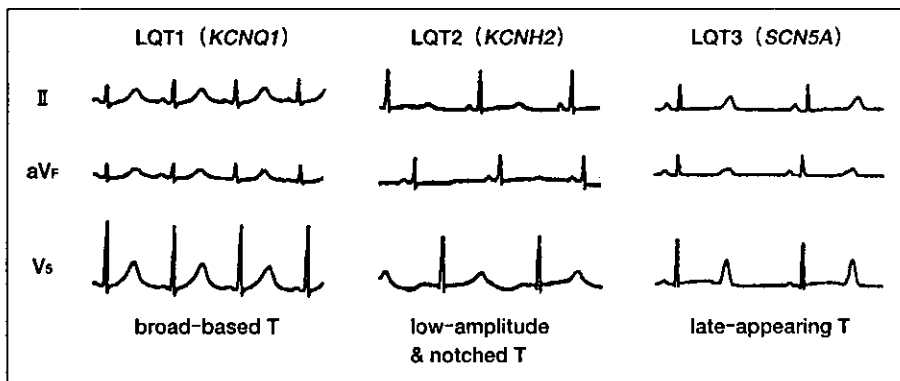 LQT1 (KCNQ1) LQT2 (KCNH2) LQT3 (SCN5A)
II
aVF
V5
broad-based T low-amplitude & notched T late-appearing T